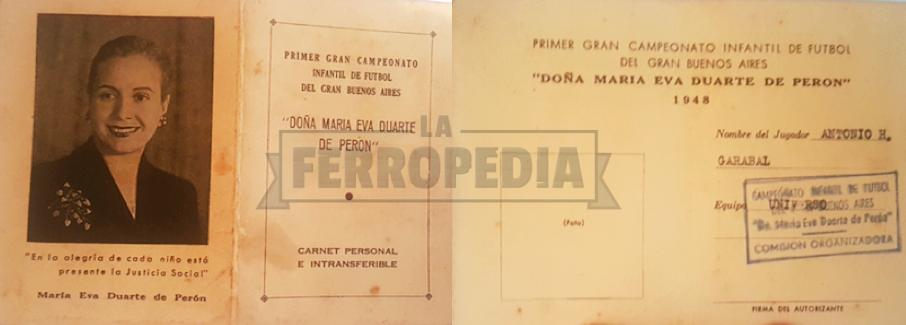 "En la alegría de cada niño está
presente la Justicia Social"
María Eva Duarte de Perón
PRIMER GRAN CAMPEONATO
INFANTIL DE FUTBOL
DEL GRAN BUENOS AIRES
"DOÑA MARIA EVA DUARTE
DE PERON"
CARNET PERSONAL
E INTRANSFERIBLE
LA
FERROPEDIA
PRIMER GRAN CAMPEONATO INFANTIL DE FUTBOL
DEL GRAN BUENOS AIRES
"DOÑA MARIA EVA DUARTE DE PERON"
1948
Nombre del Jugador ANTONIO H.
GARABAL
(Foto)
Equipo UNIVERSO
CAMPEONATO INFANTIL DE FUTBOL
BUENOS AIRES
Maria Eva Duarte de Perón"
COMISION ORGANIZADORA
FIRMA DEL AUTORIZANTE